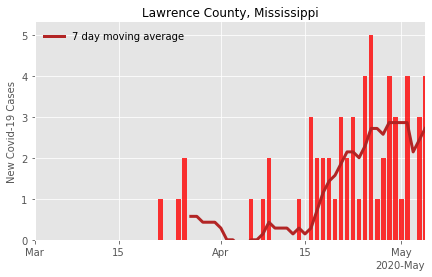 Lawrence County, Mississippi
7 day moving average
New Covid-19 Cases
5
4
3
2
1
0
Mar 15 Apr 15 May
2020-May